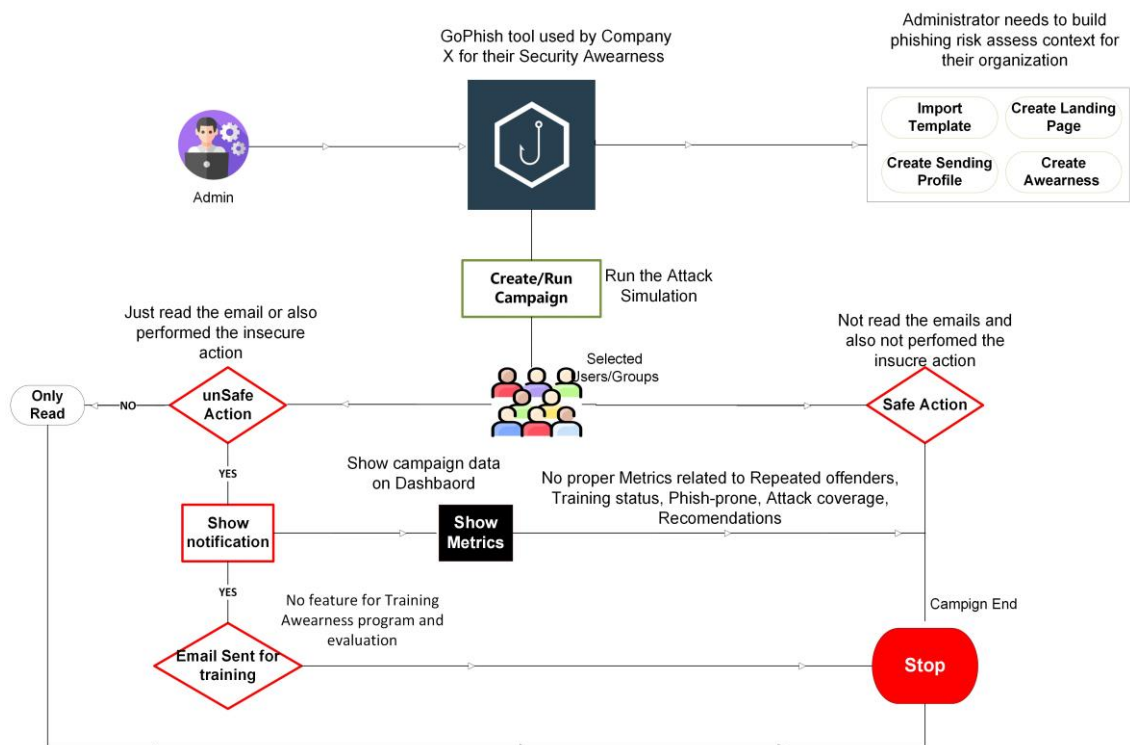 GoPhish tool used by Company
X for their Security Awearness
Administrator needs to build
phishing risk assess context for
their organization
Import
Template
Create Landing
Page
Create Sending
Profile
Create
Awearness
Admin
Create/Run
Campaign
Run the Attack
Simulation
Just read the email or also
performed the insecure
action
Not read the emails and
also not perfomed the
insucre action
Selected
Users/Groups
Only
Read
NO
unSafe
Action
Safe Action
YES
Show campaign data
on Dashbaord
No proper Metrics related to Repeated offenders,
Training status, Phish-prone, Attack coverage,
Recomendations
Show
notification
Show
Metrics
YES
No feature for Training
Awearness program and
evaluation
Campign End
Email Sent for
training
Stop